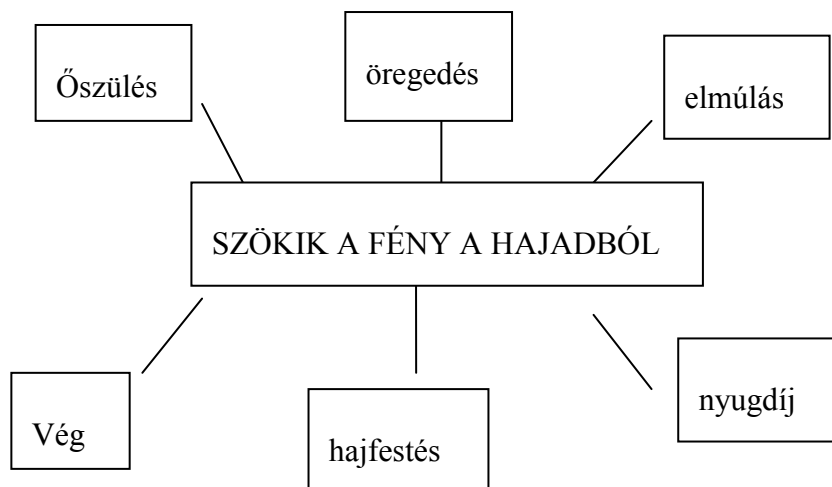 Őszülés
öregedés
elmúlás
SZÖKIK A FÉNY A HAJADBÓL
Vég
hajfestés
nyugdíj